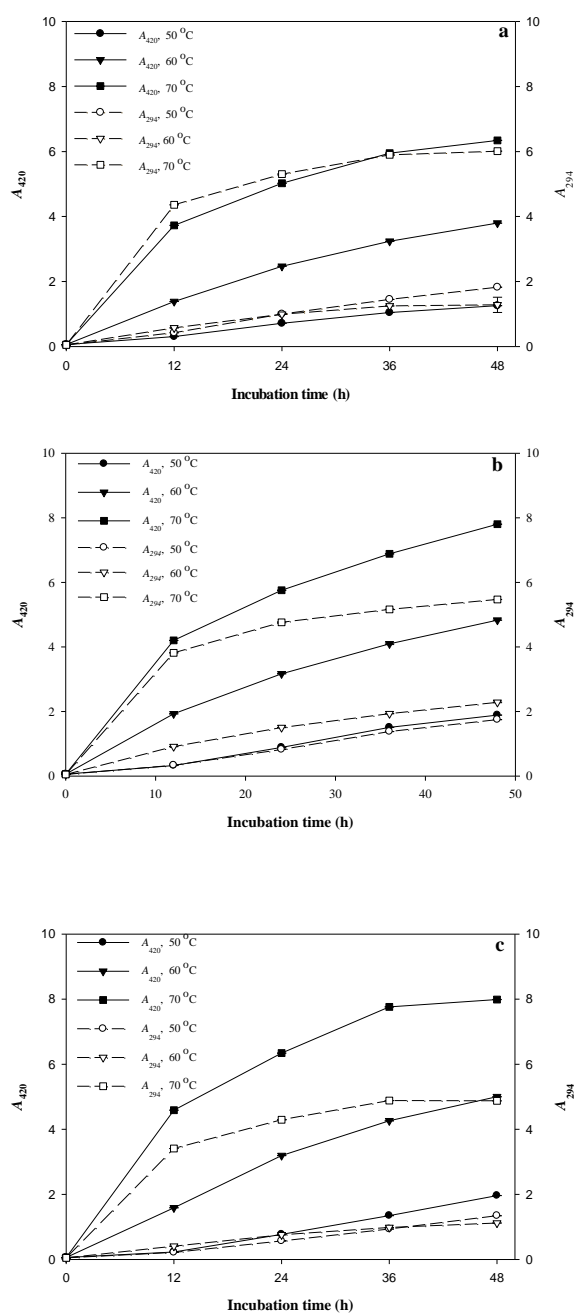 a
A420, 50 °C
A420, 60 °C
A420, 70 °C
A294, 50 °C
A294, 60 °C
A294, 70 °C
10
8
6
4
2
0
A420
10
8
6
4
2
0
A294
0 12 24 36 48
Incubation time (h)
b
A420, 50 °C
A420, 60 °C
A420, 70 °C
A294, 50 °C
A294, 60 °C
A294, 70 °C
10
8
6
4
2
0
A420
10
8
6
4
2
0
A294
0 10 20 30 40 50
Incubation time (h)
c
A420, 50 °C
A420, 60 °C
A420, 70 °C
A294, 50 °C
A294, 60 °C
A294, 70 °C
10
8
6
4
2
0
A420
10
8
6
4
2
0
A294
0 12 24 36 48
Incubation time (h)